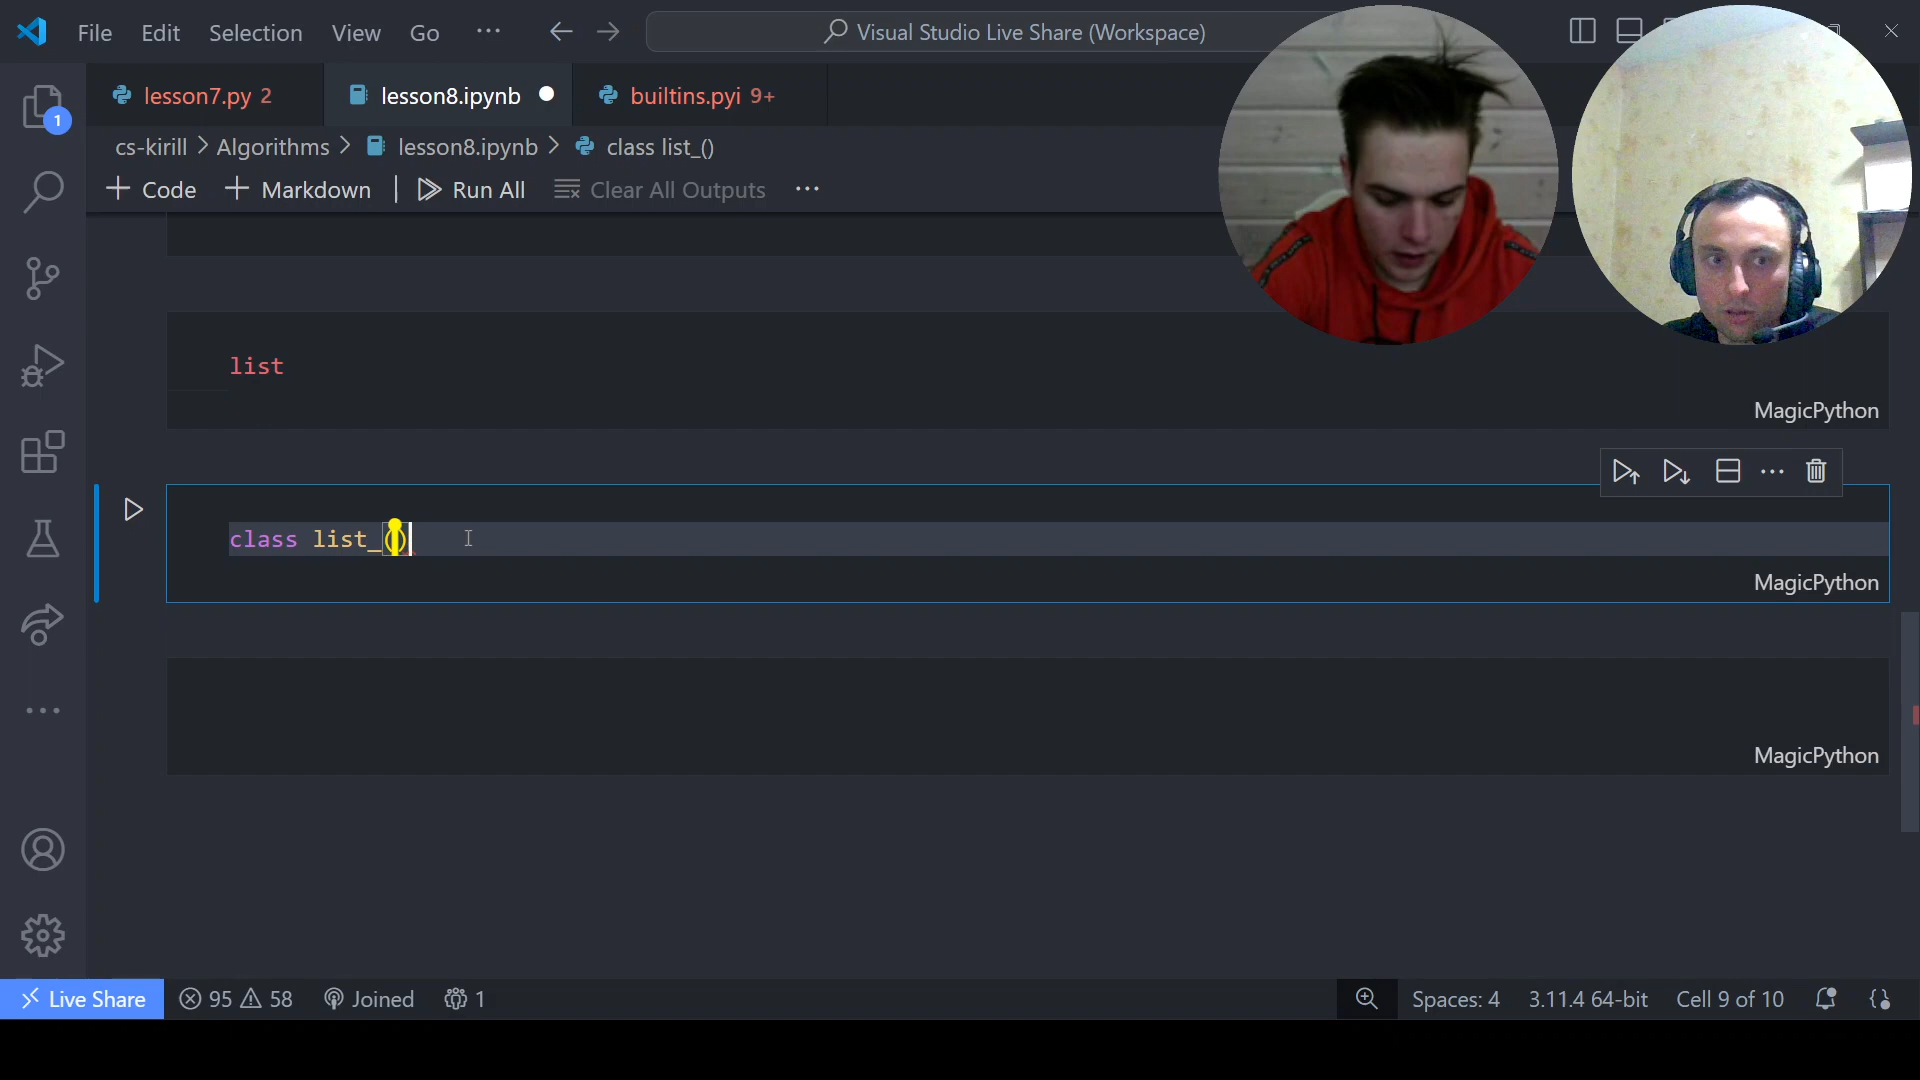 File Edit Selection View Go ··· Visual Studio Live Share (Workspace)
lesson7.py 2 lesson8.ipynb builtins.pyi 9+
1
cs-kirill > Algorithms > lesson8.ipynb > class list_()
+ Code + Markdown | Run All Clear All Outputs ···
list
MagicPython
class list_()
MagicPython
MagicPython
Live Share 95 58 Joined 1 Spaces: 4 3.11.4 64-bit Cell 9 of 10